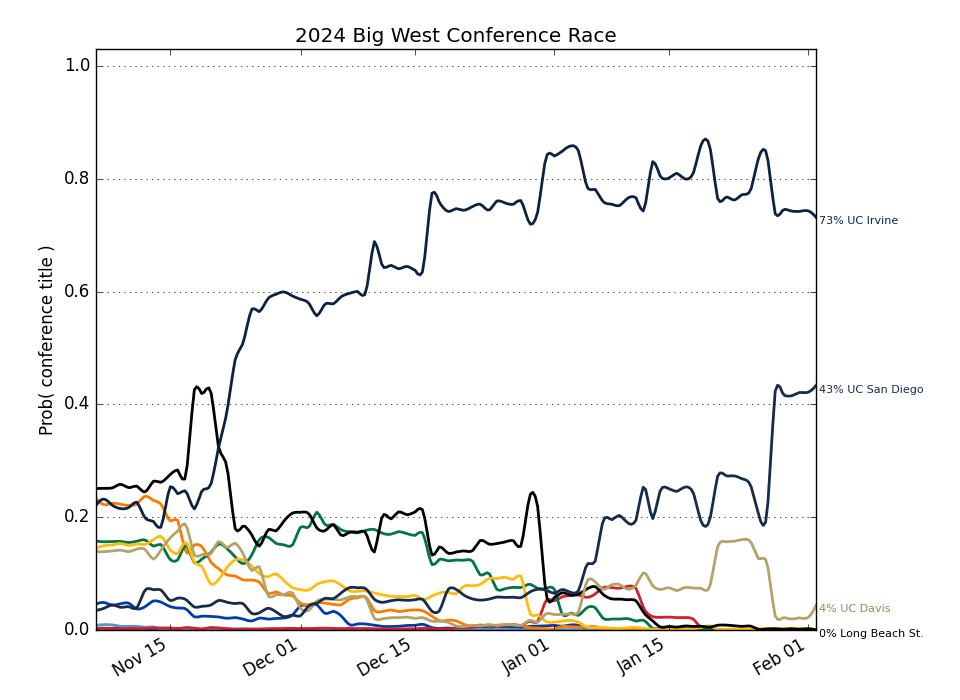 2024 Big West Conference Race
Prob( conference title )
1.0
0.8
0.6
0.4
0.2
0.0
Nov 15
Dec 01
Dec 15
Jan 01
Jan 15
Feb 01
73% UC Irvine
43% UC San Diego
4% UC Davis
0% Long Beach St.